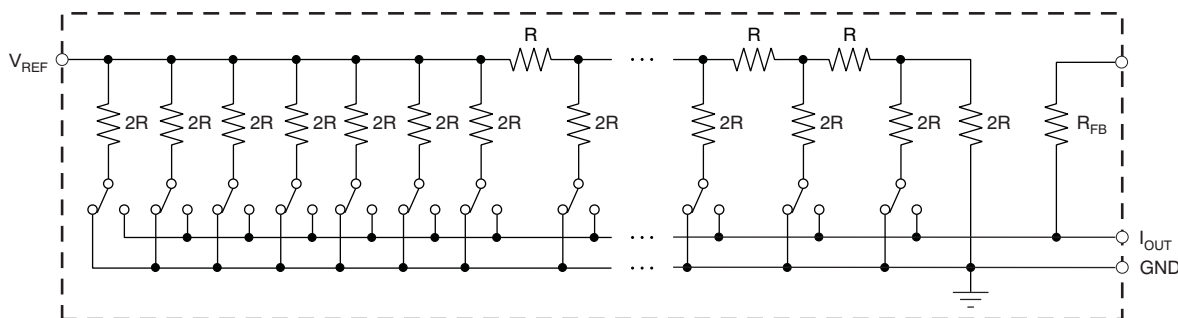 R R R
V_REF
2R 2R 2R 2R 2R 2R 2R 2R 2R 2R 2R 2R R_FB
I_OUT
GND